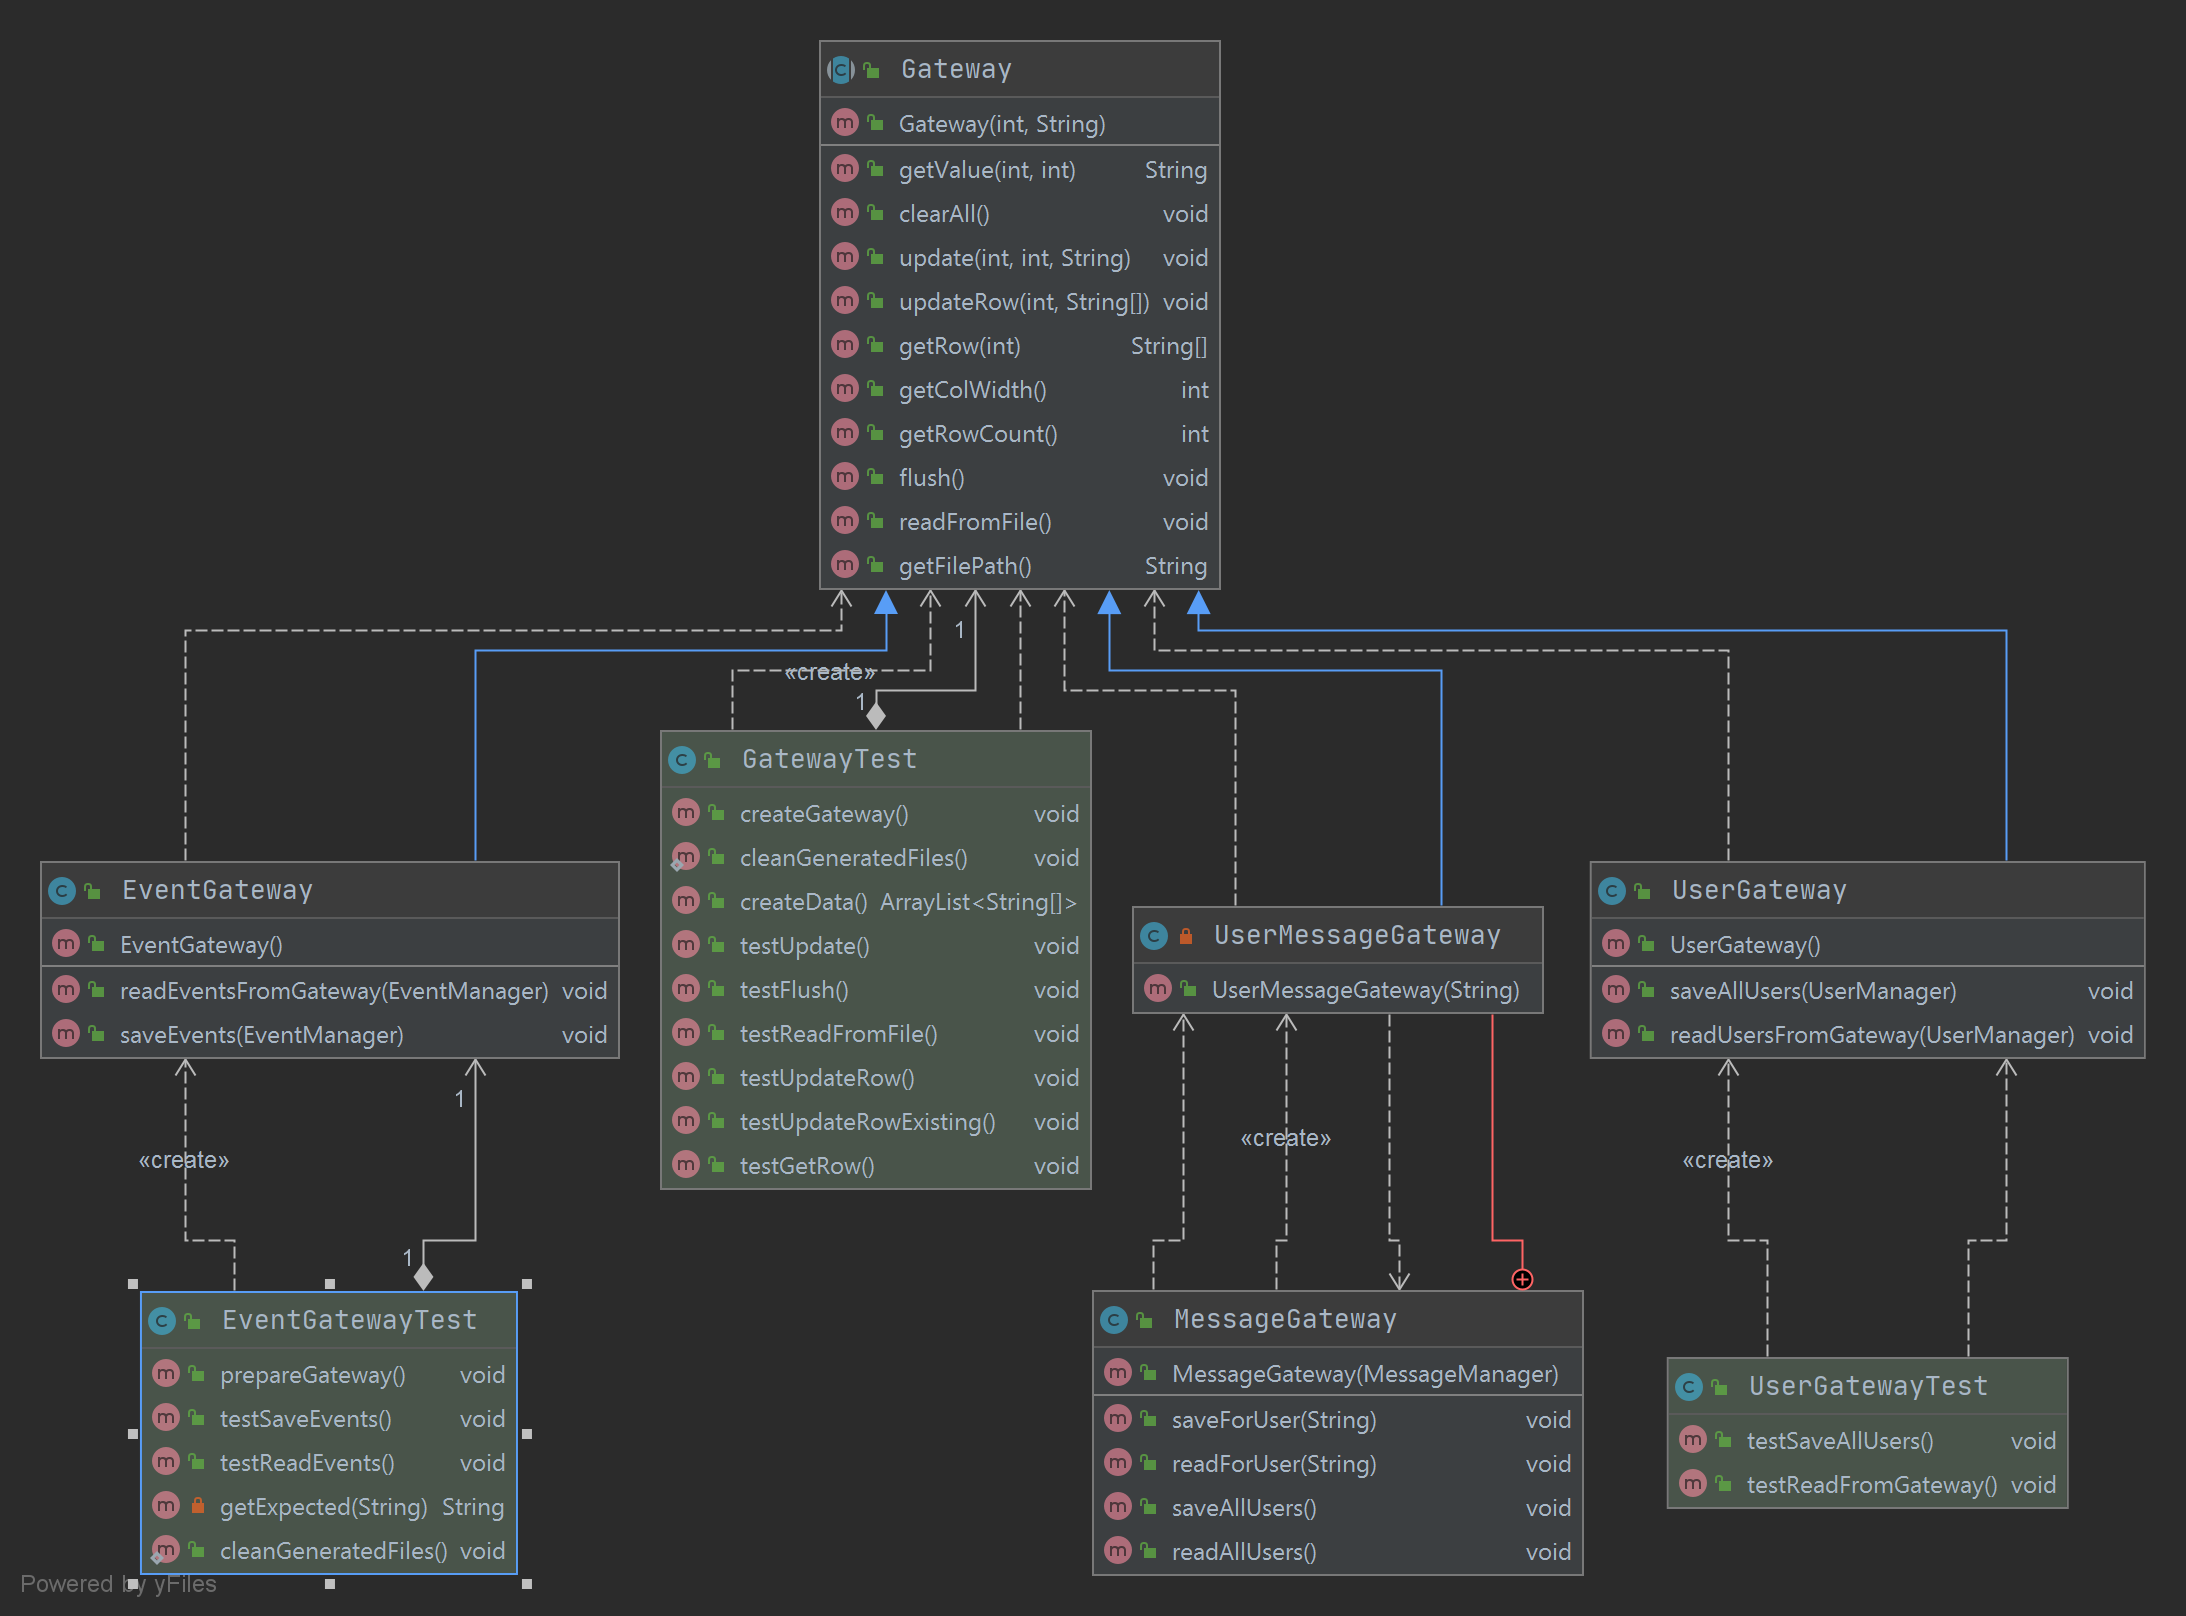 Gateway
Gateway(int, String)
getValue(int, int) String
clearAll() void
update(int, int, String) void
updateRow(int, String[]) void
getRow(int) String[]
getColWidth() int
getRowCount() int
flush() void
readFromFile() void
getFilePath() String
1
«create»
1
GatewayTest
createGateway() void
cleanGeneratedFiles() void
createData() ArrayList<String[]>
testUpdate() void
testFlush() void
testReadFromFile() void
testUpdateRow() void
testUpdateRowExisting() void
testGetRow() void
EventGateway
EventGateway()
readEventsFromGateway(EventManager) void
saveEvents(EventManager) void
UserMessageGateway
UserMessageGateway(String)
UserGateway
UserGateway()
saveAllUsers(UserManager) void
readUsersFromGateway(UserManager) void
1
«create»
«create»
«create»
1
EventGatewayTest
prepareGateway() void
testSaveEvents() void
testReadEvents() void
getExpected(String) String
cleanGeneratedFiles() void
MessageGateway
MessageGateway(MessageManager)
saveForUser(String) void
readForUser(String) void
saveAllUsers() void
readAllUsers() void
UserGatewayTest
testSaveAllUsers() void
testReadFromGateway() void
Powered by yFiles